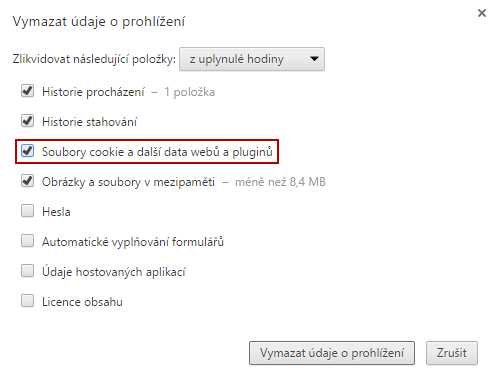 Vymazat údaje o prohlížení
Zlikvidovat následující položky: z uplynulé hodiny
Historie procházení – 1 položka
Historie stahování
Soubory cookie a další data webů a pluginů
Obrázky a soubory v mezipaměti – méně než 8,4 MB
Hesla
Automatické vyplňování formulářů
Údaje hostovaných aplikací
Licence obsahu
Vymazat údaje o prohlížení Zrušit